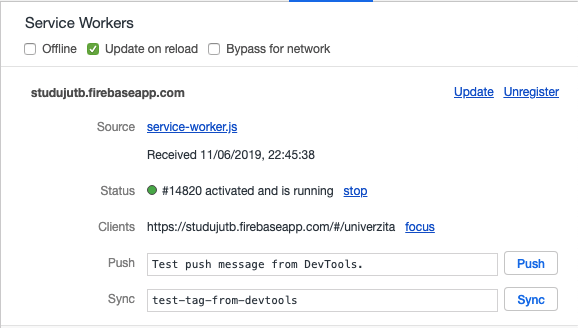 Service Workers
Offline Update on reload Bypass for network
studujutb.firebaseapp.com Update Unregister
Source service-worker.js
Received 11/06/2019, 22:45:38
Status #14820 activated and is running stop
Clients https://studujutb.firebaseapp.com/#/univerzita focus
Push Test push message from DevTools. Push
Sync test-tag-from-devtools Sync